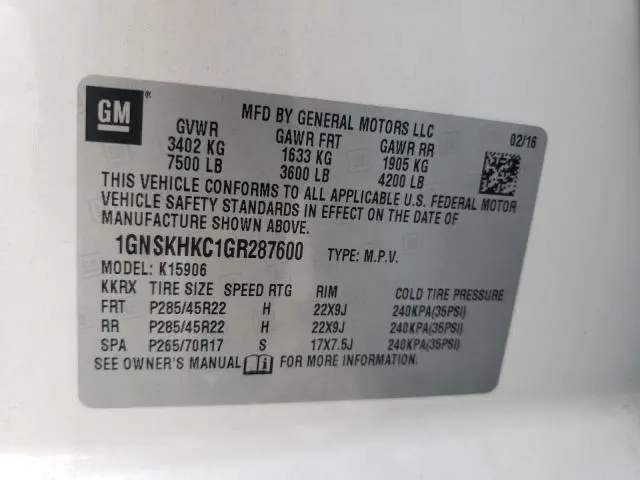 GM®
MFD BY GENERAL MOTORS LLC 02/16
GVWR GAWR FRT GAWR RR
3402 KG 1633 KG 1905 KG
7500 LB 3600 LB 4200 LB
THIS VEHICLE CONFORMS TO ALL APPLICABLE U.S. FEDERAL MOTOR
VEHICLE SAFETY STANDARDS IN EFFECT ON THE DATE OF
MANUFACTURE SHOWN ABOVE.
1GNSKHKC1GR287600 TYPE: M.P.V.
MODEL: K15906
KKRX TIRE SIZE SPEED RTG RIM COLD TIRE PRESSURE
FRT P285/45R22 H 22X9J 240KPA(35PSI)
RR P285/45R22 H 22X9J 240KPA(35PSI)
SPA P265/70R17 S 17X7.5J 240KPA(35PSI)
SEE OWNER'S MANUAL FOR MORE INFORMATION.